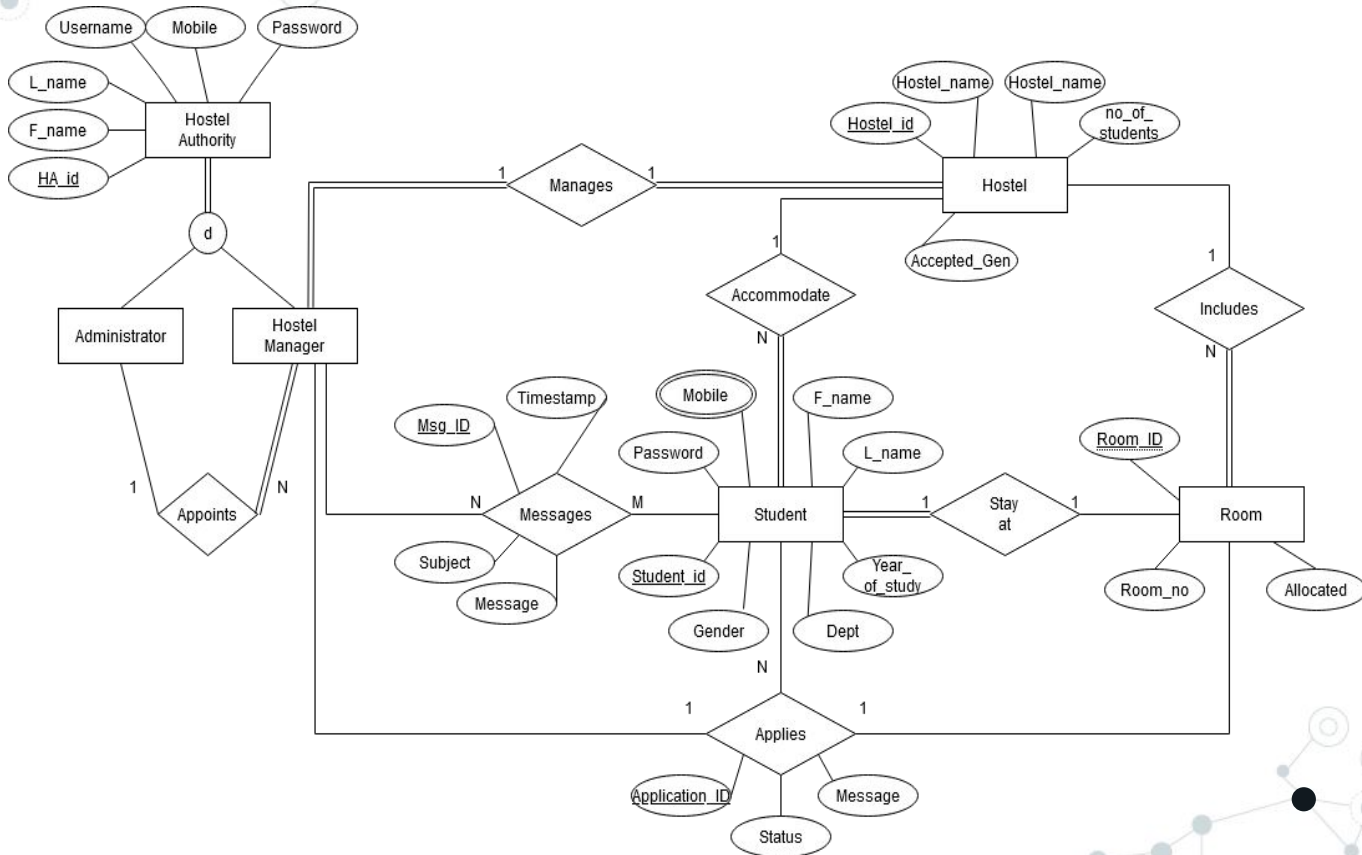 Username
Mobile
Password
L_name
F_name
HA_id
Hostel
Authority
d
Administrator
Hostel
Manager
1
Appoints
N
1
Manages
1
Hostel_name
Hostel_name
Hostel_id
no_of_
students
Hostel
Accepted_Gen
1
Accommodate
N
1
Includes
N
Timestamp
Msg_ID
N
Messages
M
Subject
Message
Mobile
F_name
Password
L_name
Student
Student_id
Year_
of_study
Gender
Dept
1
Stay
at
1
Room_ID
Room
Room_no
Allocated
N
1
Applies
1
Application_ID
Message
Status